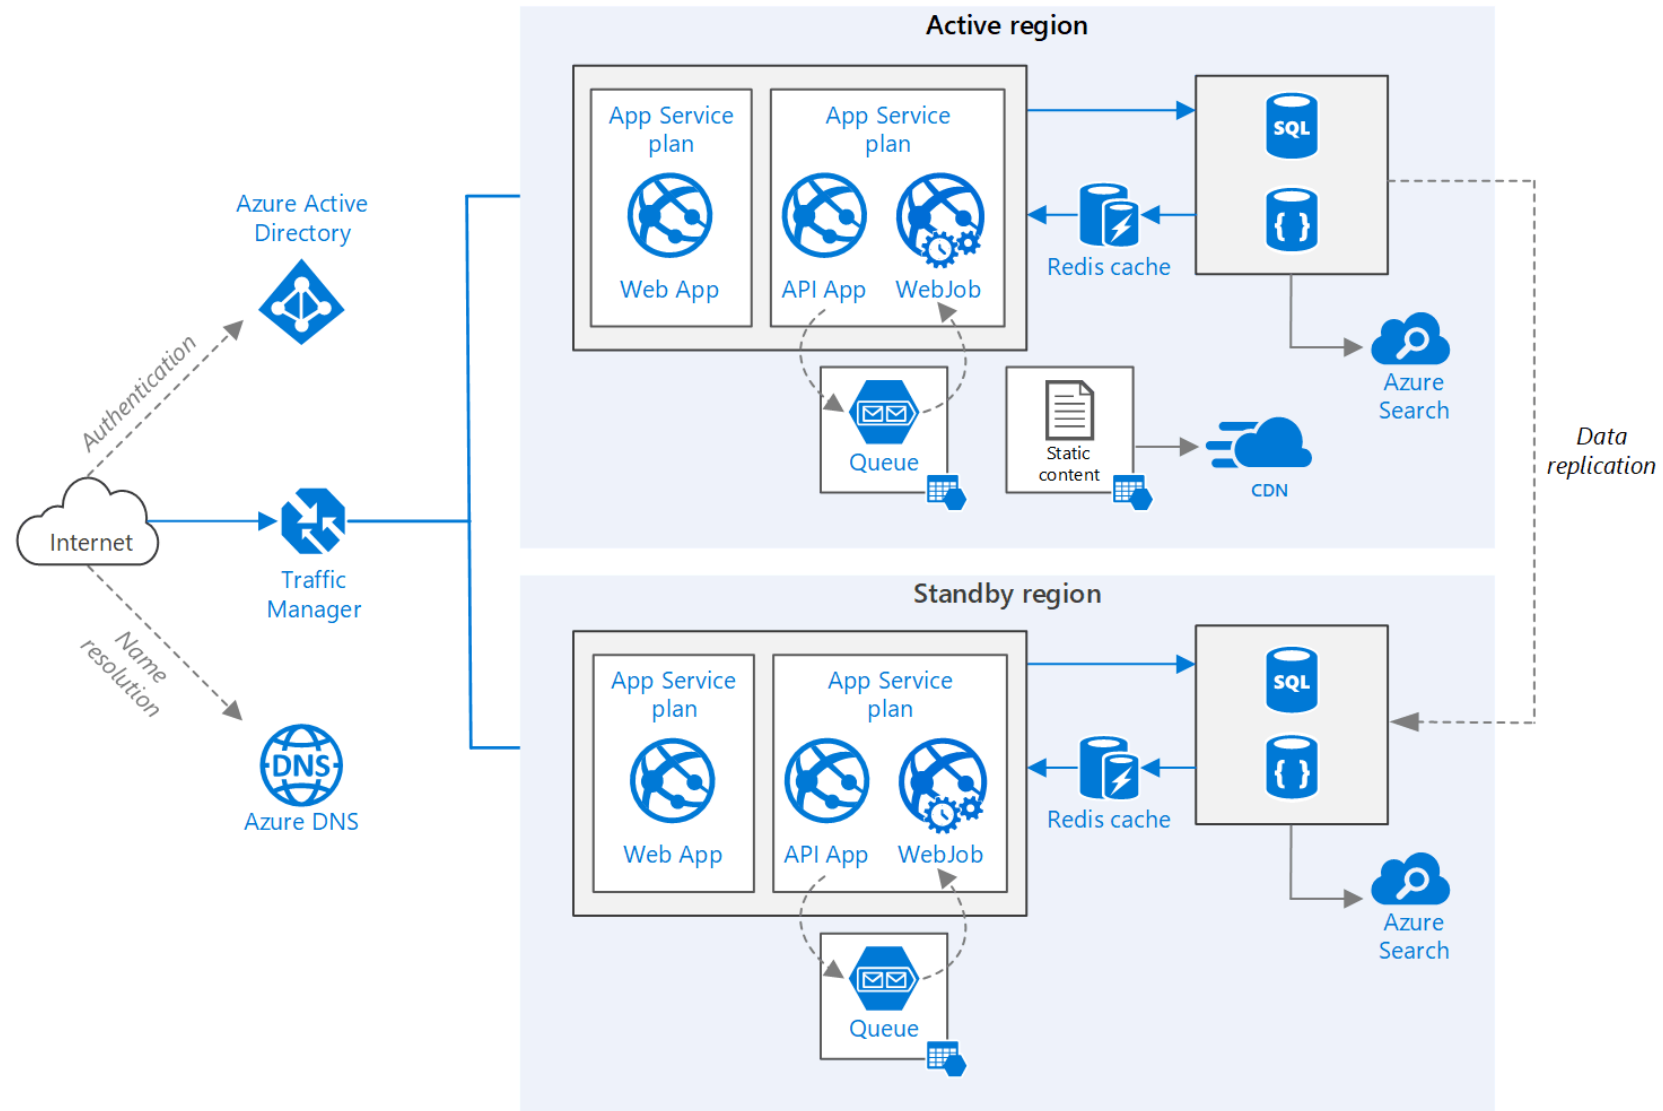 Active region
App Service
plan
Web App
App Service
plan
API App
WebJob
SQL
{ }
Redis cache
Azure Active
Directory
Authentication
Internet
Traffic
Manager
Name
resolution
DNS
Azure DNS
Queue
Static
content
CDN
Azure
Search
Data
replication
Standby region
App Service
plan
Web App
App Service
plan
API App
WebJob
SQL
{ }
Redis cache
Queue
Azure
Search